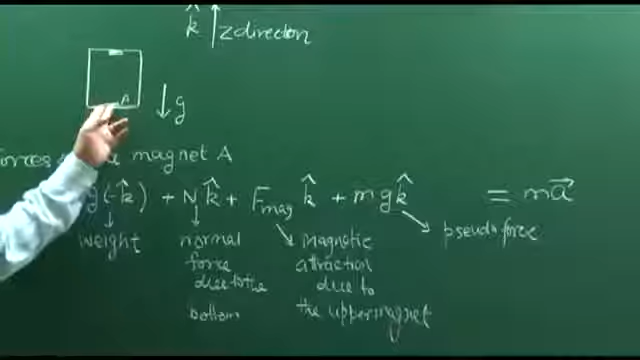 k̂ ↑ Z direction
A
↓ g
magnet A
g(-k̂) + N k̂ + Fmag k̂ + mg k̂ = ma⃗
weight normal magnetic pseudo force
force attraction
due to the due to
bottom the upper magnet